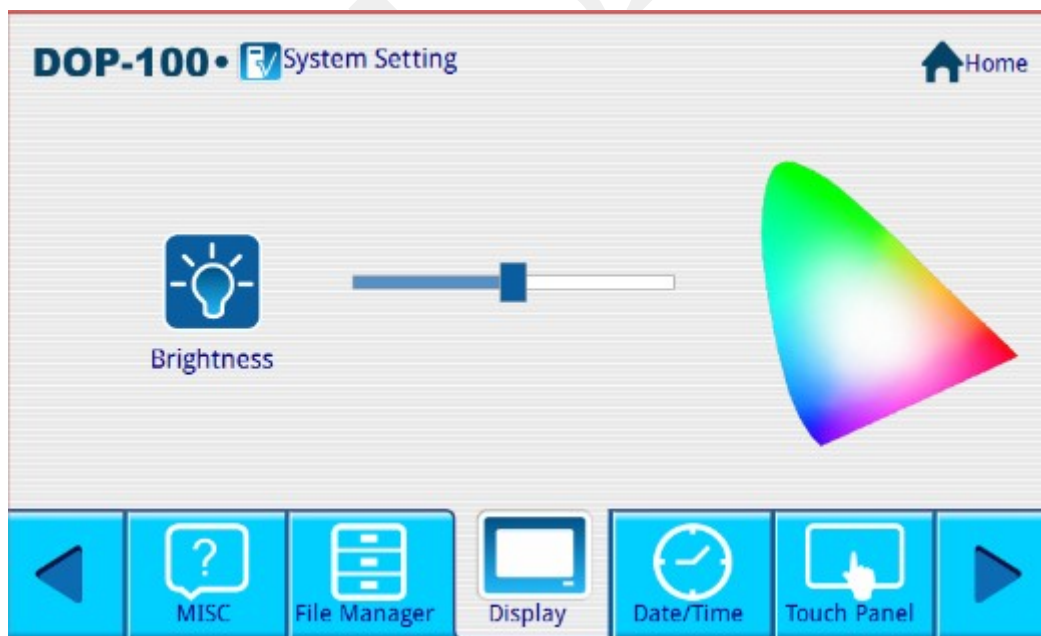 DOP-100• System Setting
Home
Brightness
?
MISC
File Manager
Display
Date/Time
Touch Panel